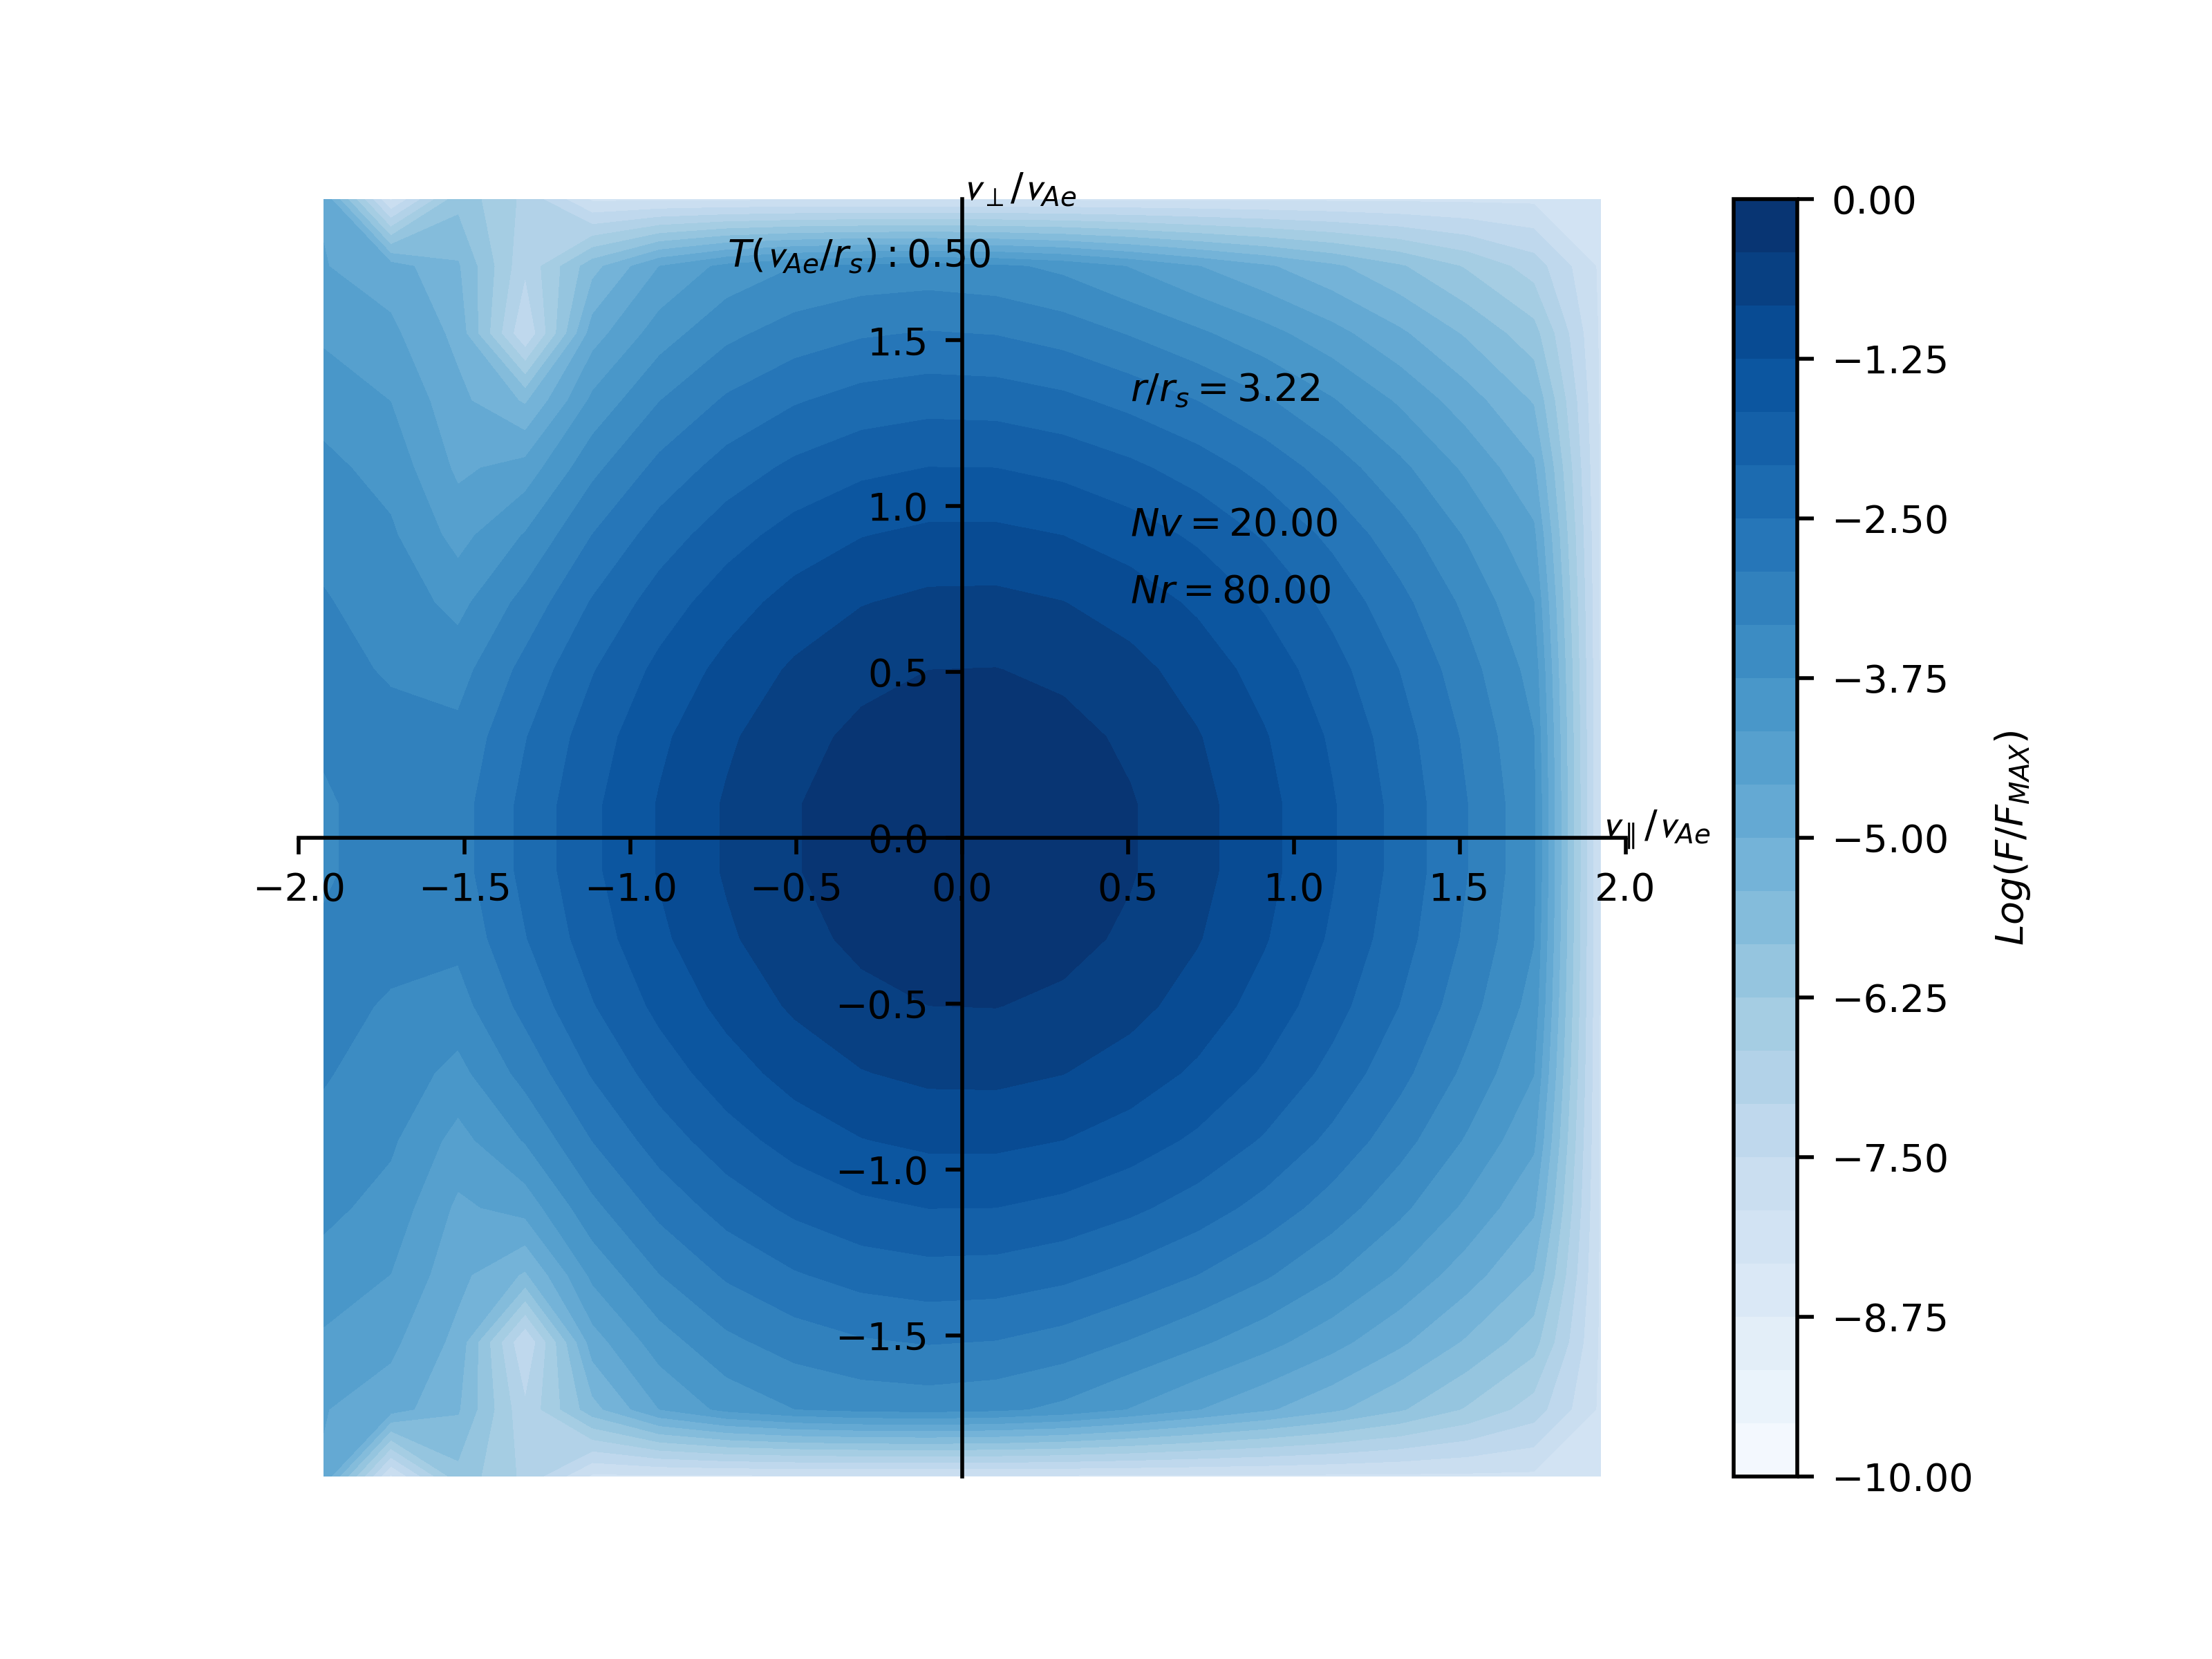 v⊥/vAe
T(vAe/rs) : 0.50
1.5
r/rs = 3.22
1.0
Nv = 20.00
Nr = 80.00
0.5
0.0
v∥/vAe
−2.0 −1.5 −1.0 −0.5 0.0 0.5 1.0 1.5 2.0
−0.5
−1.0
−1.5
0.00
−1.25
−2.50
−3.75
−5.00
−6.25
−7.50
−8.75
−10.00
Log(F/FMAX)